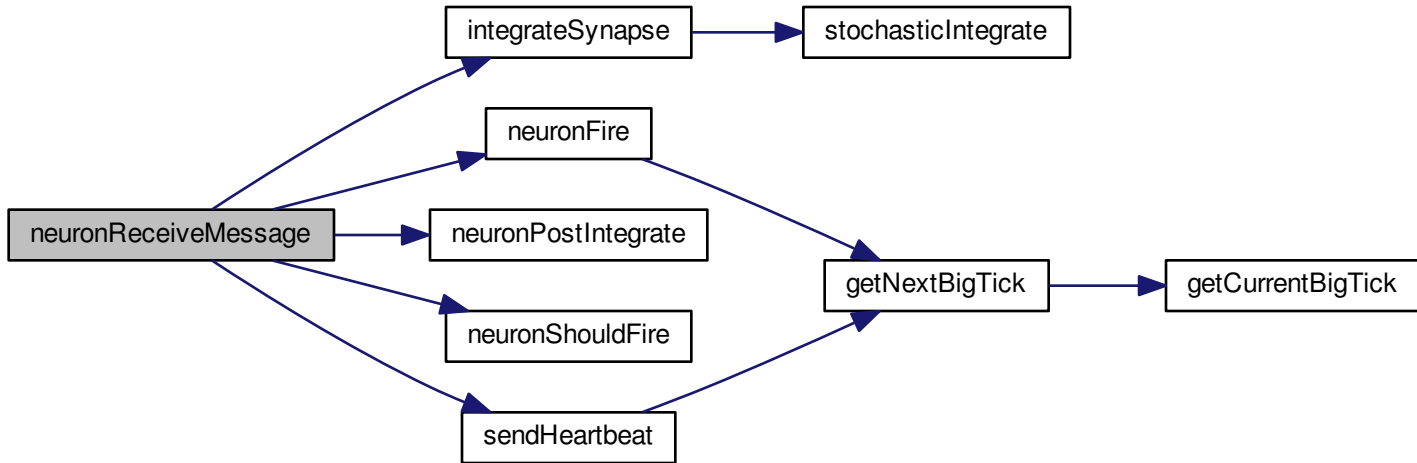 integrateSynapse
stochasticIntegrate
neuronFire
neuronReceiveMessage
neuronPostIntegrate
getNextBigTick
getCurrentBigTick
neuronShouldFire
sendHeartbeat